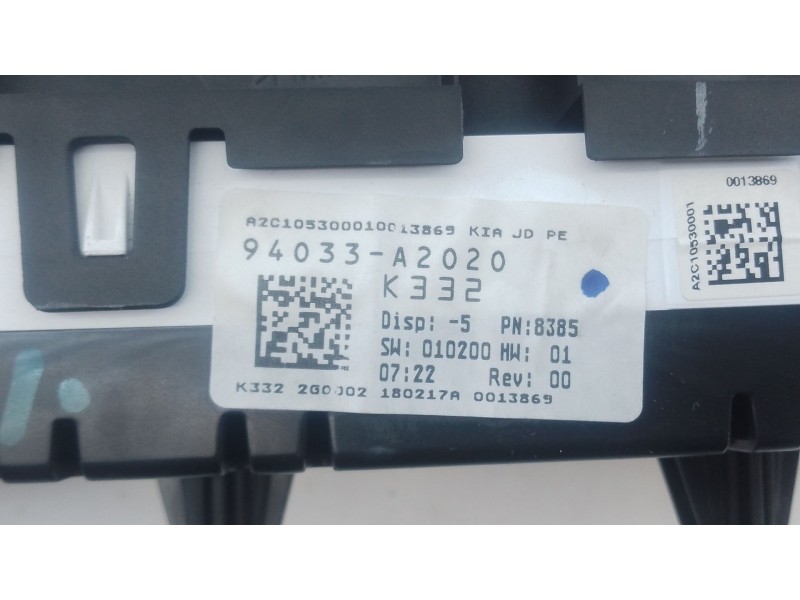 A2C105300010013869 KIA JD PE
94033-A2020
K332
Disp: -5 PN:8385
SW: 010200 HW: 01
07:22 Rev: 00
K332 2G0002 180217A 0013869
0013869
A2C10530001